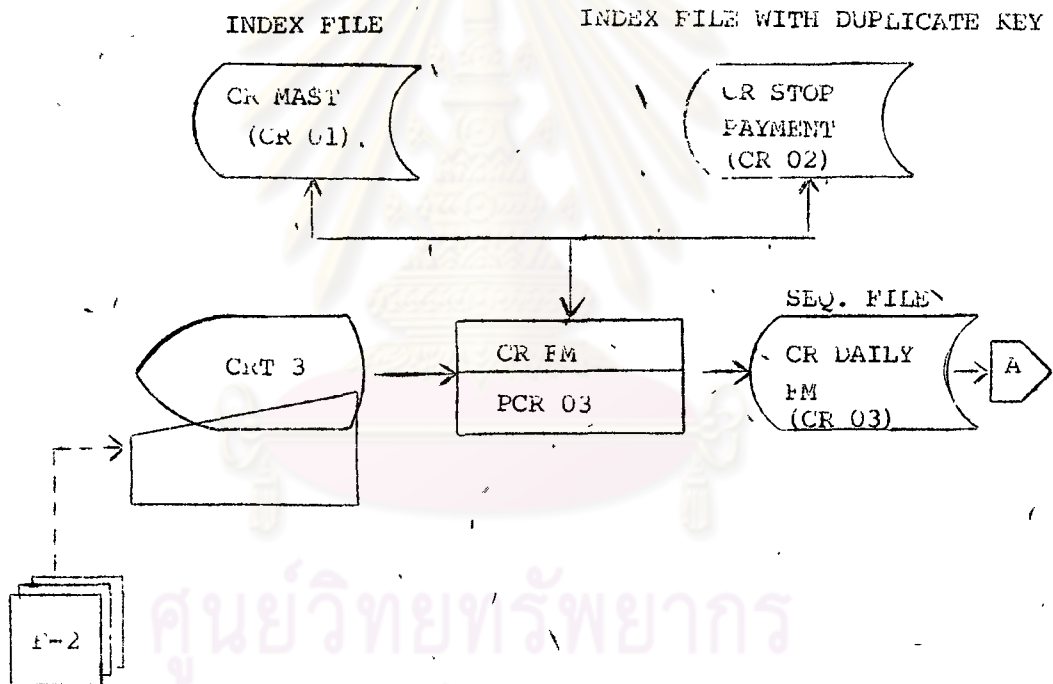 INDEX FILE
INDEX FILE WITH DUPLICATE KEY
CR MAST
(CR 01).
CR STOP
PAYMENT
(CR 02)
SEQ. FILE
CRT 3
CR FM
PCR 03
CR DAILY
FM
(CR 03)
A
F-2
ศูนย์วิทยทรัพยากร